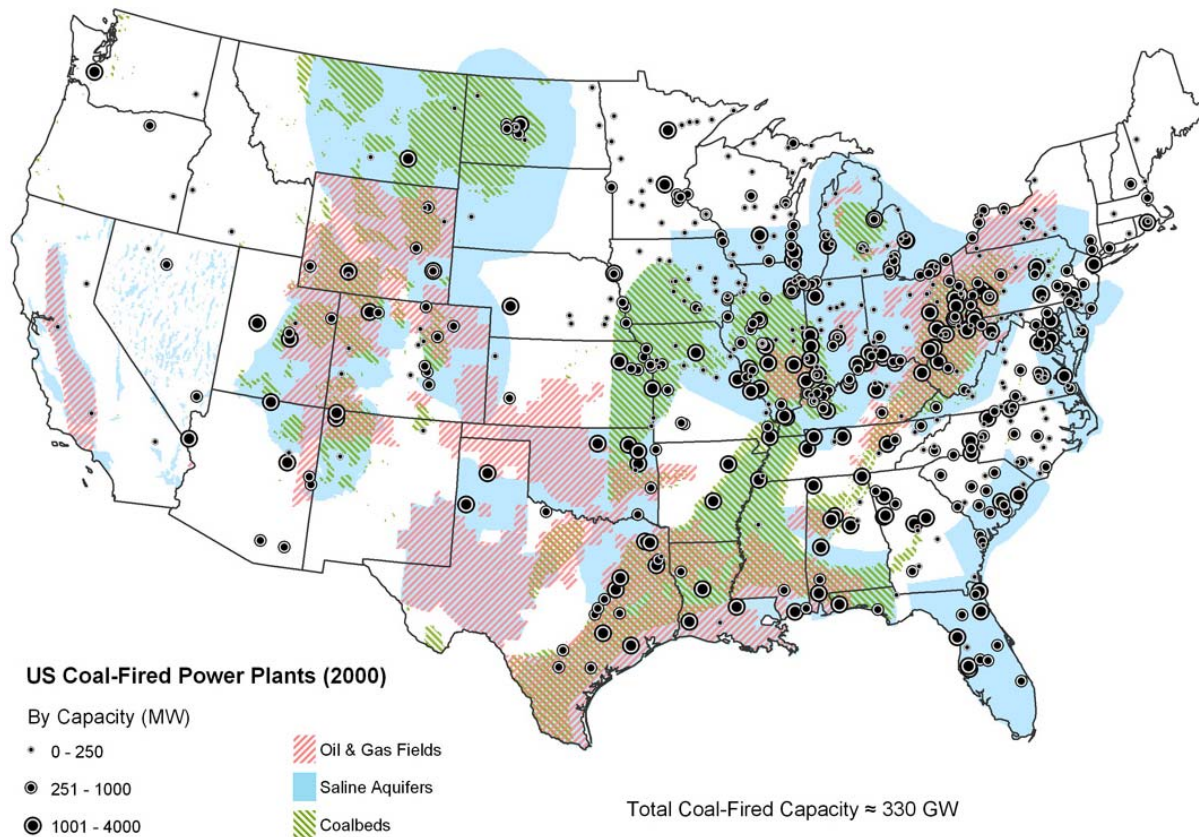 US Coal-Fired Power Plants (2000)
By Capacity (MW)
0 - 250
251 - 1000
1001 - 4000
Oil & Gas Fields
Saline Aquifers
Coalbeds
Total Coal-Fired Capacity ≈ 330 GW